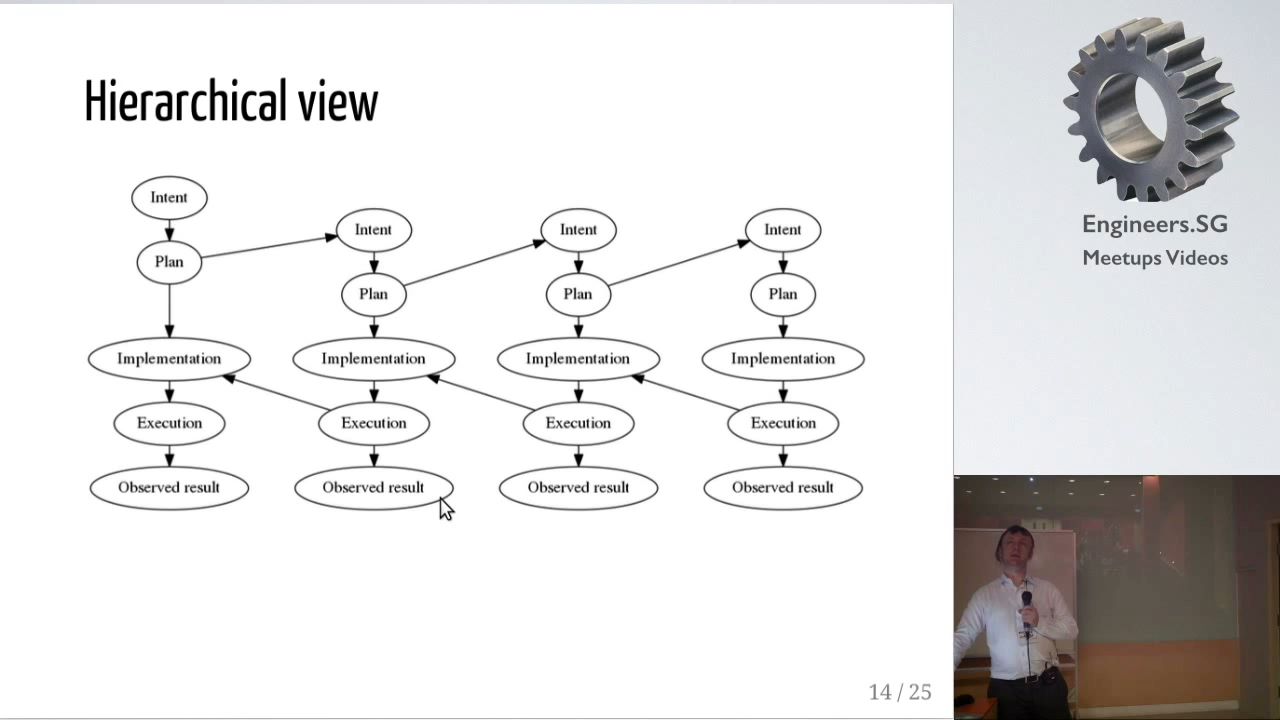 Hierarchical view
Intent
Intent Intent Intent
Plan
Plan Plan Plan
Implementation Implementation Implementation Implementation
Execution Execution Execution Execution
Observed result Observed result Observed result Observed result
14 / 25
Engineers.SG
Meetups Videos